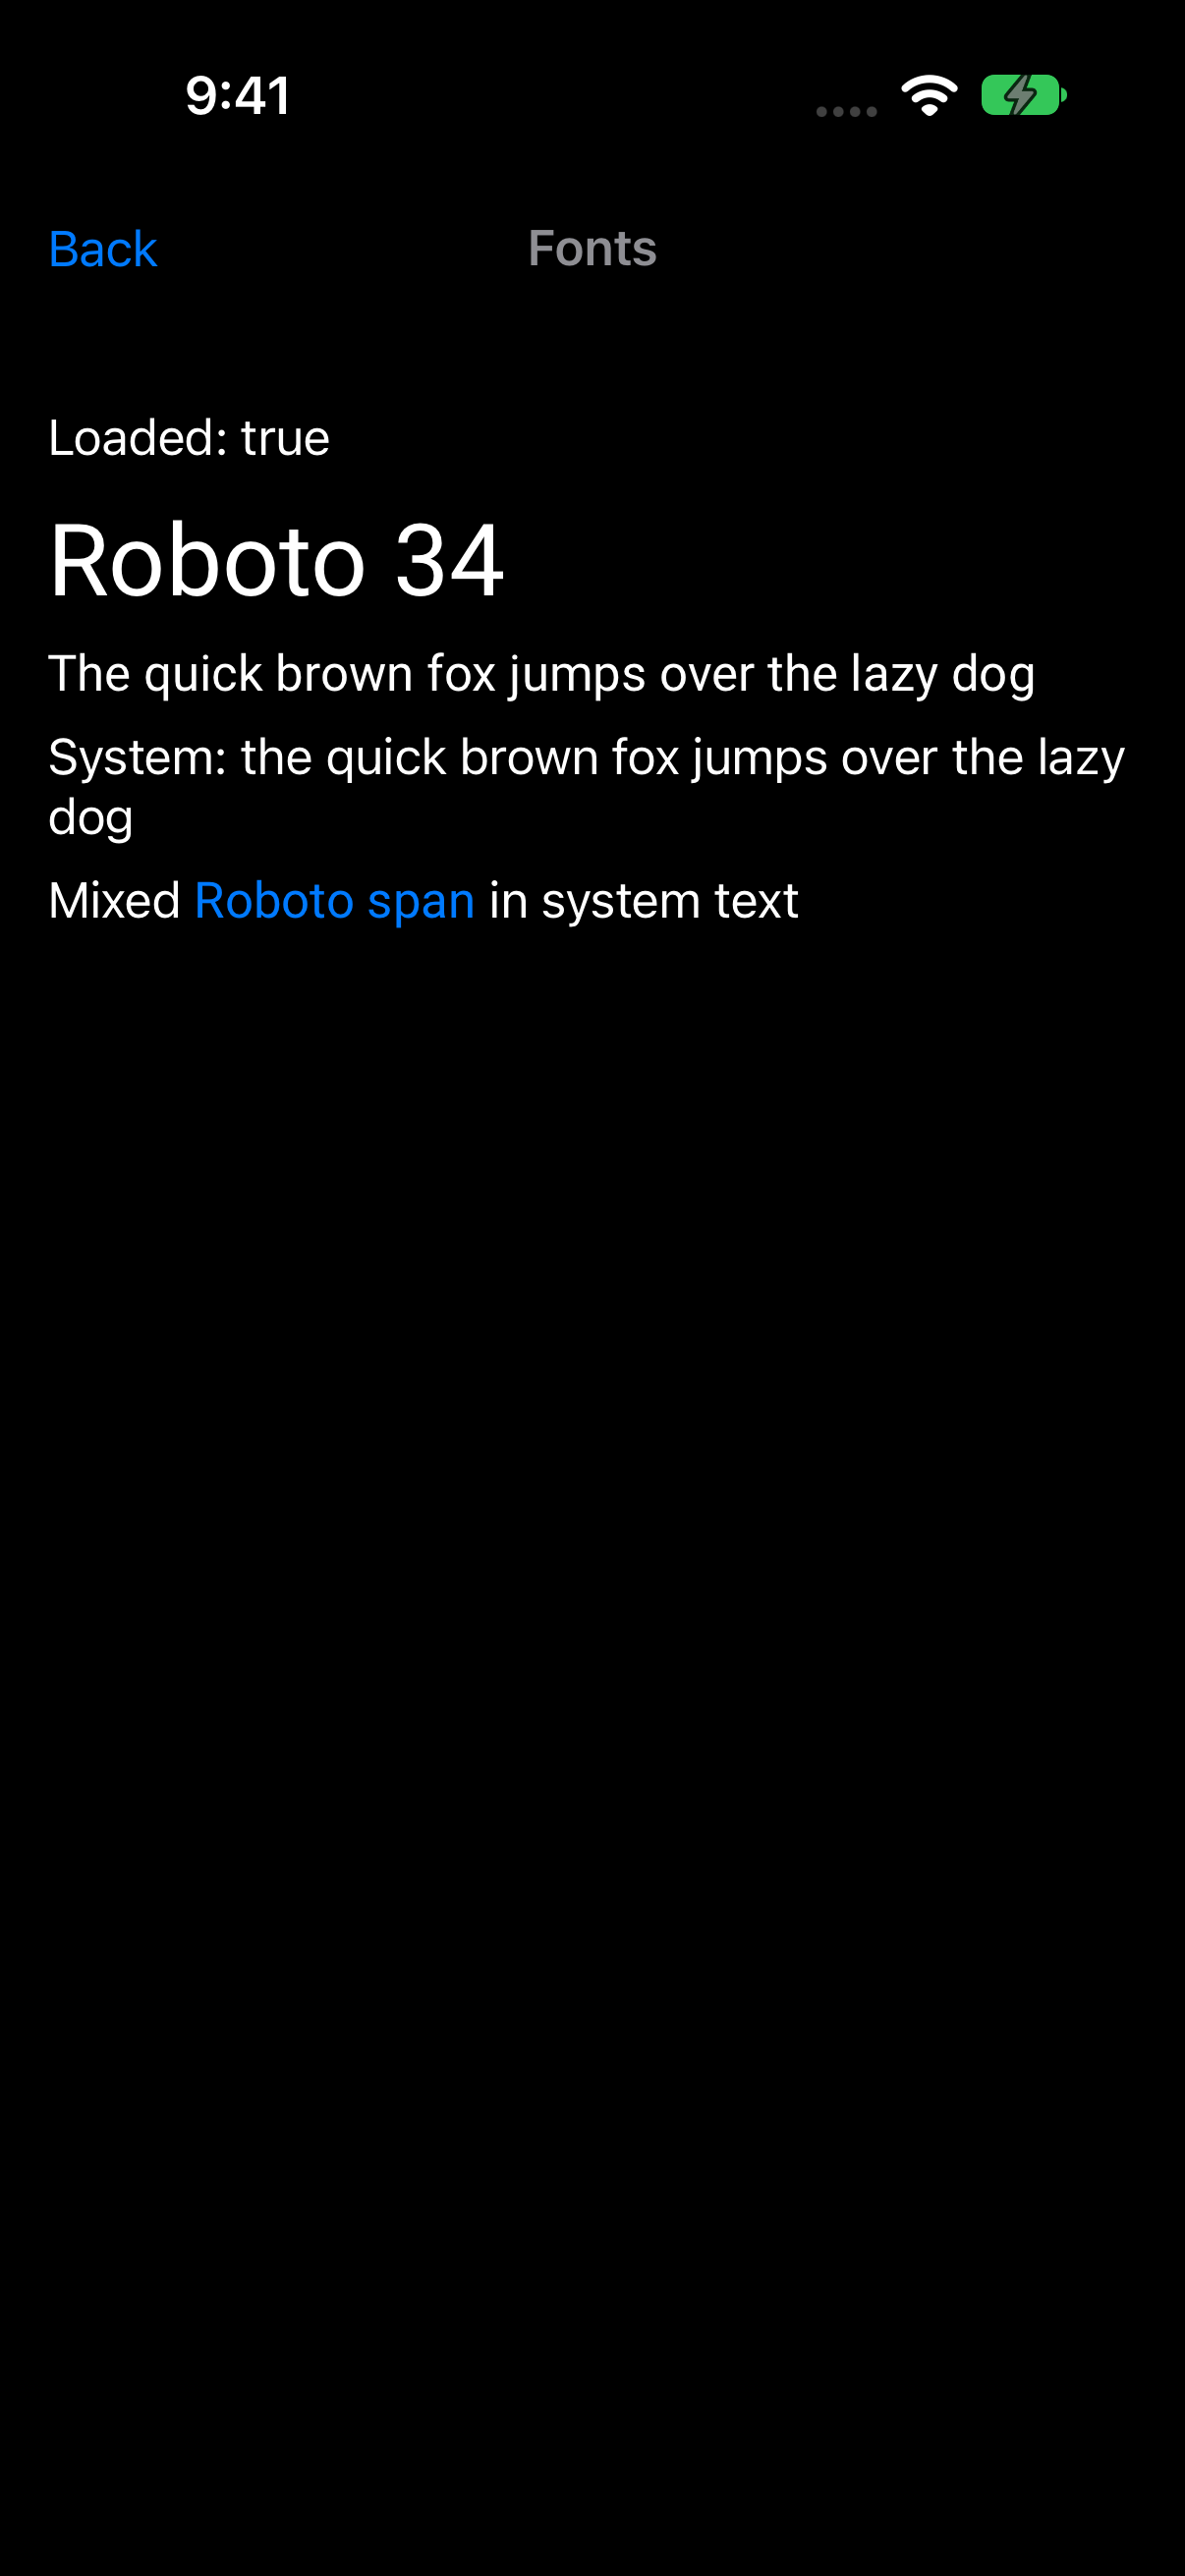 9:41
Back Fonts
Loaded: true
Roboto 34
The quick brown fox jumps over the lazy dog
System: the quick brown fox jumps over the lazy
dog
Mixed Roboto span in system text